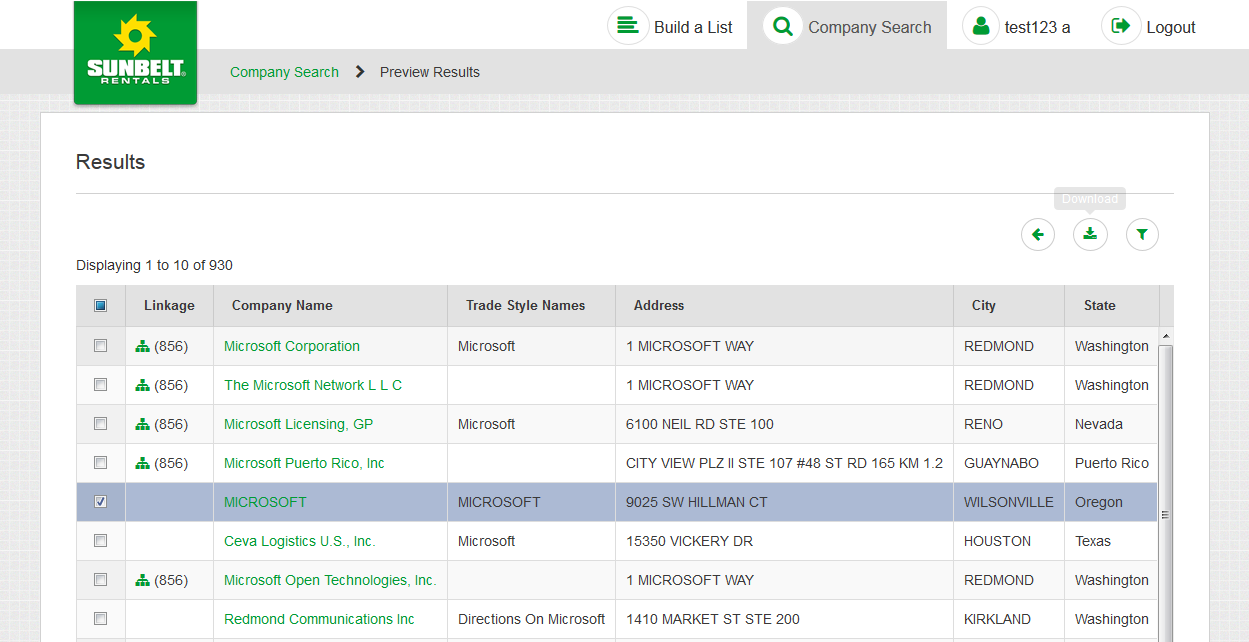 SUNBELT®
RENTALS
Build a List
Company Search
test123 a
Logout
Company Search Preview Results
Results
Download
Displaying 1 to 10 of 930
Linkage Company Name Trade Style Names Address City State
(856) Microsoft Corporation Microsoft 1 MICROSOFT WAY REDMOND Washington
(856) The Microsoft Network L L C 1 MICROSOFT WAY REDMOND Washington
(856) Microsoft Licensing, GP Microsoft 6100 NEIL RD STE 100 RENO Nevada
(856) Microsoft Puerto Rico, Inc CITY VIEW PLZ II STE 107 #48 ST RD 165 KM 1.2 GUAYNABO Puerto Rico
MICROSOFT MICROSOFT 9025 SW HILLMAN CT WILSONVILLE Oregon
Ceva Logistics U.S., Inc. Microsoft 15350 VICKERY DR HOUSTON Texas
(856) Microsoft Open Technologies, Inc. 1 MICROSOFT WAY REDMOND Washington
Redmond Communications Inc Directions On Microsoft 1410 MARKET ST STE 200 KIRKLAND Washington